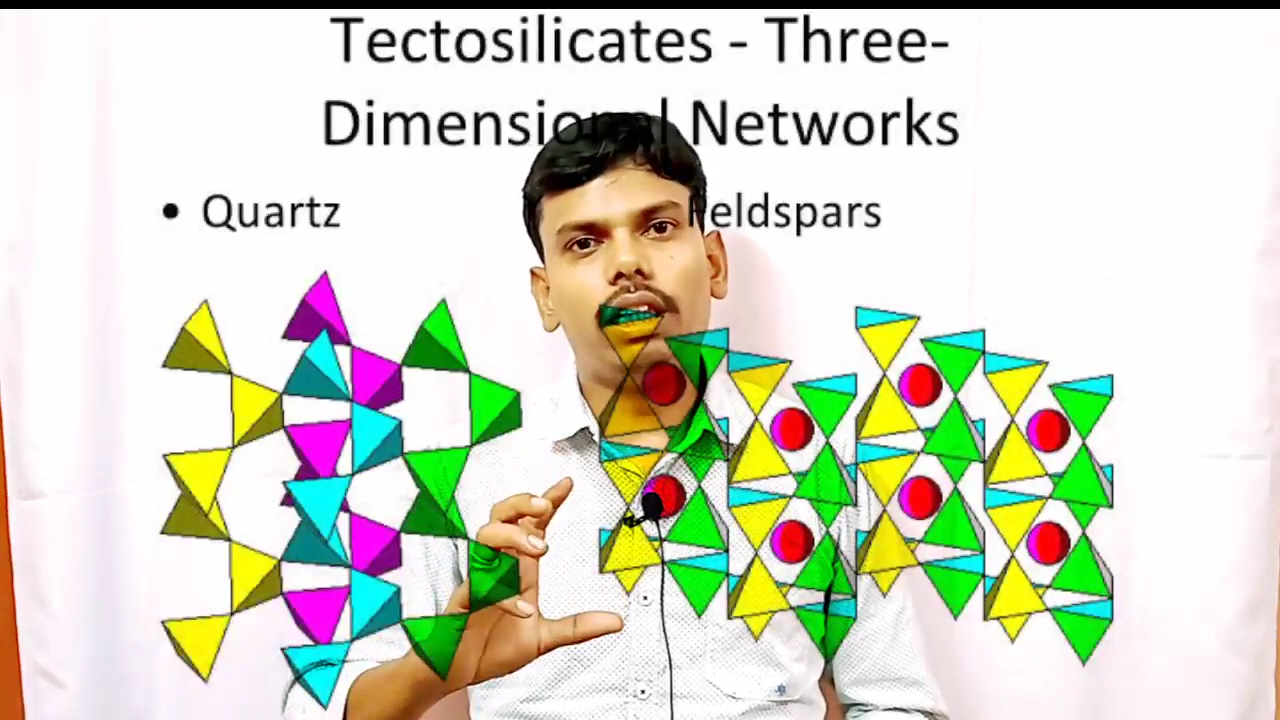 Tectosilicates - Three-
Dimensional Networks
• Quartz
Feldspars